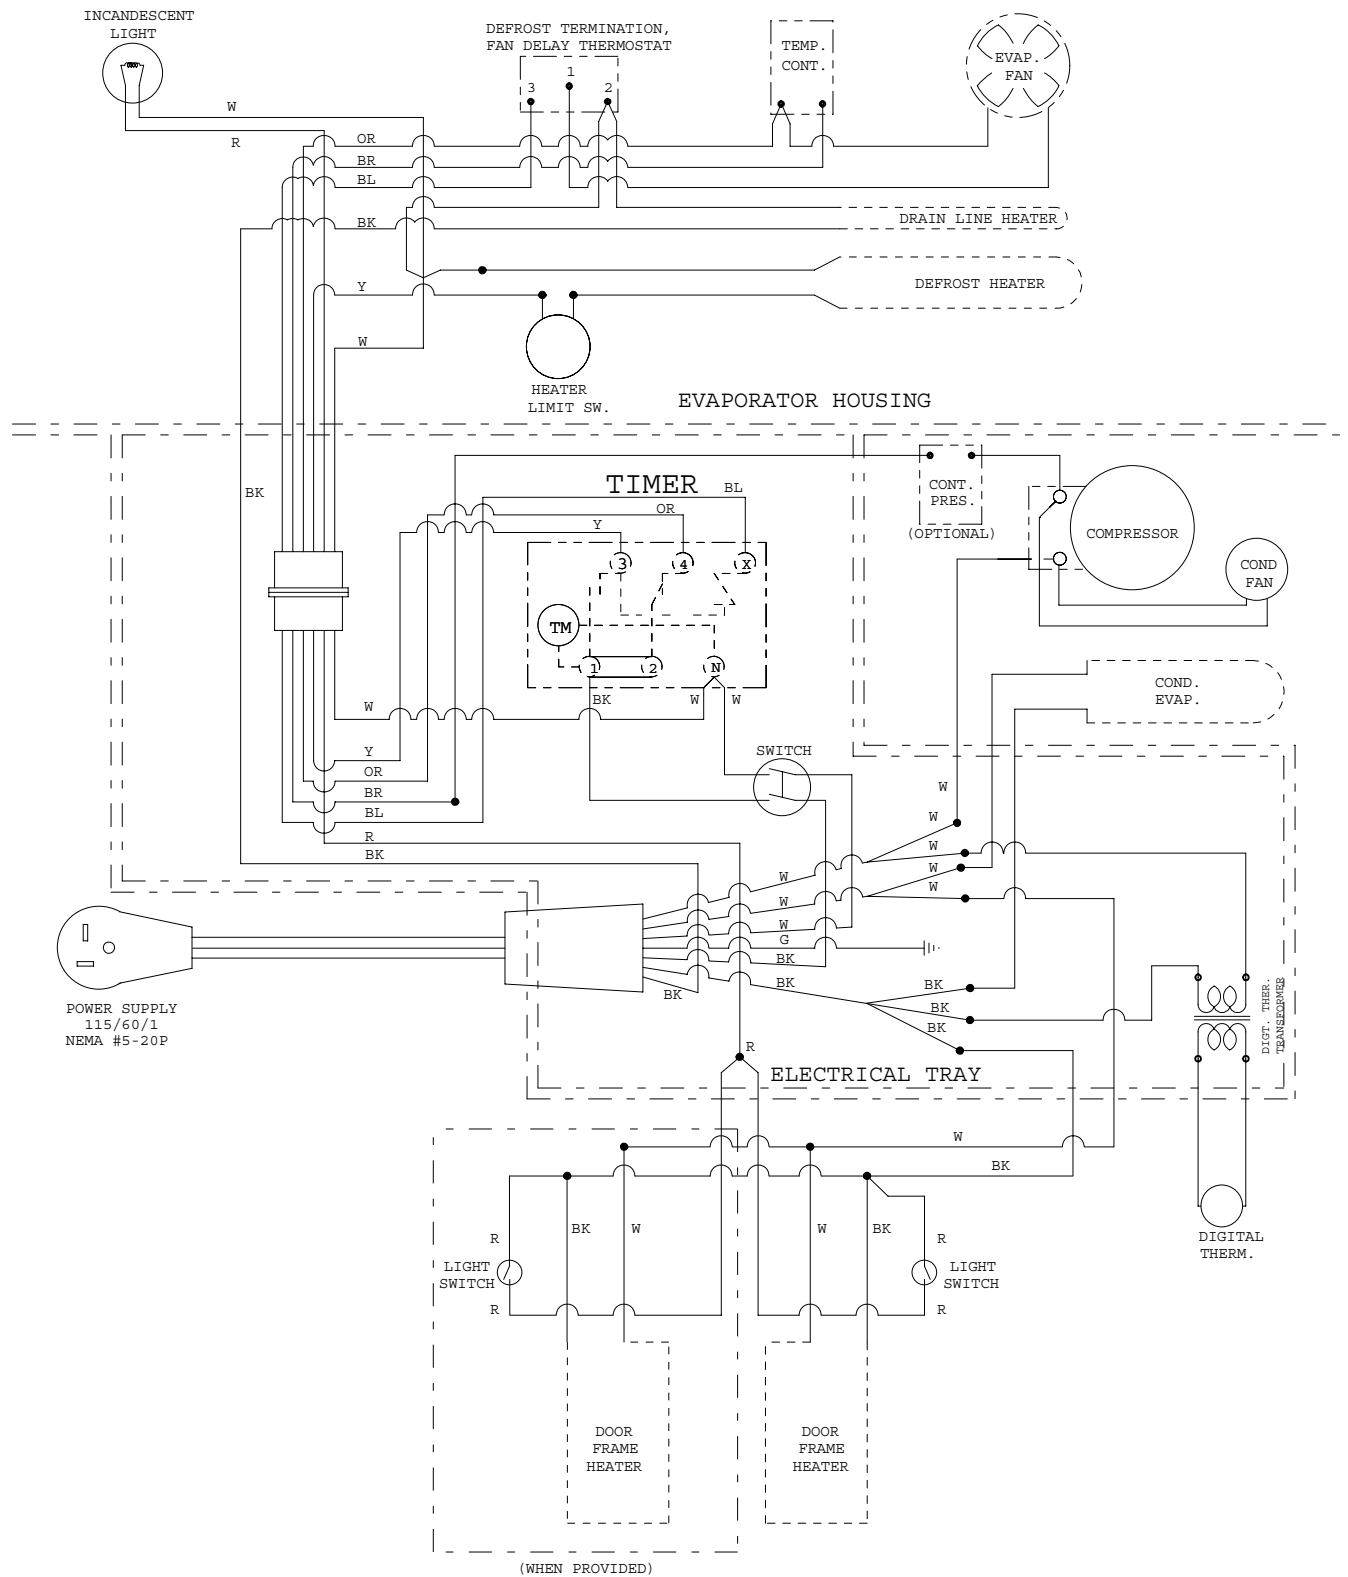 INCANDESCENT
LIGHT
DEFROST TERMINATION,
FAN DELAY THERMOSTAT
3
1
2
TEMP.
CONT.
EVAP.
FAN
W
R
OR
BR
BL
BK
DRAIN LINE HEATER
DEFROST HEATER
Y
W
HEATER
LIMIT SW.
EVAPORATOR HOUSING
BK
TIMER
BL
OR
Y
3
4
X
TM
1
2
N
CONT.
PRES.
(OPTIONAL)
COMPRESSOR
COND
FAN
COND.
EVAP.
BK
W
W
W
Y
OR
BR
BL
R
BK
SWITCH
W
W
W
W
W
W
W
W
G
BK
BK
BK
BK
BK
BK
POWER SUPPLY
115/60/1
NEMA #5-20P
R
ELECTRICAL TRAY
DIGT. THER.
TRANSFORMER
W
BK
BK
W
W
BK
R
R
LIGHT
SWITCH
LIGHT
SWITCH
R
R
DIGITAL
THERM.
DOOR
FRAME
HEATER
DOOR
FRAME
HEATER
(WHEN PROVIDED)